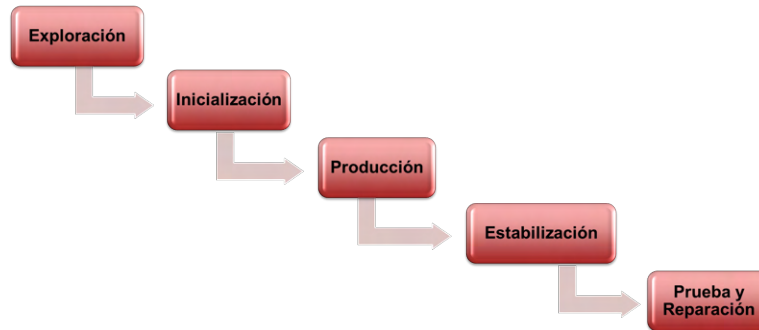 Exploración
Inicialización
Producción
Estabilización
Prueba y
Reparación